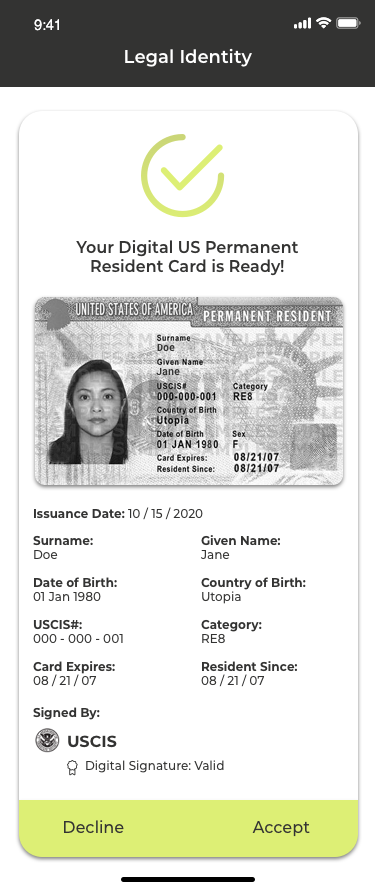 9:41
Legal Identity
Your Digital US Permanent
Resident Card is Ready!
UNITED STATES OF AMERICA
PERMANENT RESIDENT
Surname
Doe
Given Name
Jane
USCIS# Category
000-000-001 RE8
Country of Birth
Utopia
Date of Birth Sex
01 JAN 1980 F
Card Expires: 08/21/07
Resident Since: 08/21/07
Issuance Date: 10 / 15 / 2020
Surname: Given Name:
Doe Jane
Date of Birth: Country of Birth:
01 Jan 1980 Utopia
USCIS#: Category:
000 - 000 - 001 RE8
Card Expires: Resident Since:
08 / 21 / 07 08 / 21 / 07
Signed By:
USCIS
Digital Signature: Valid
Decline Accept